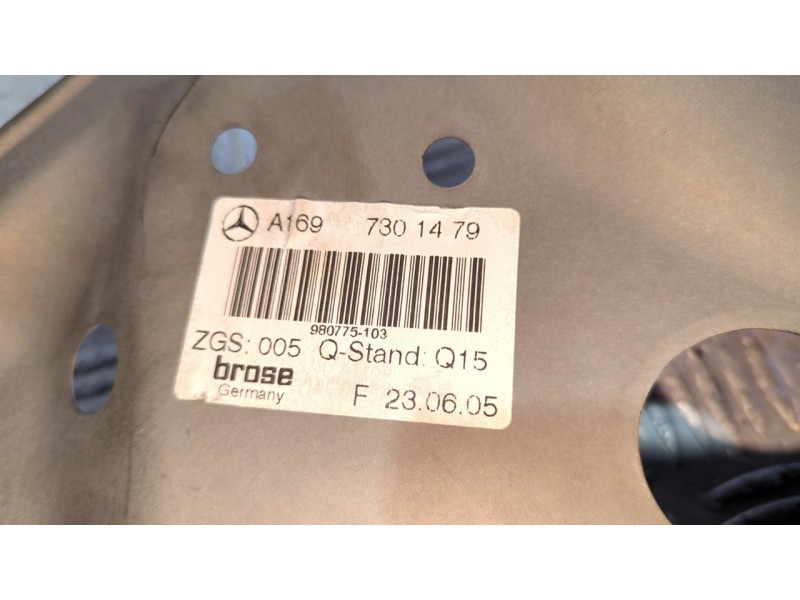 A169 730 14 79
980775-103
ZGS: 005 Q-Stand: Q15
brose
Germany F 23.06.05